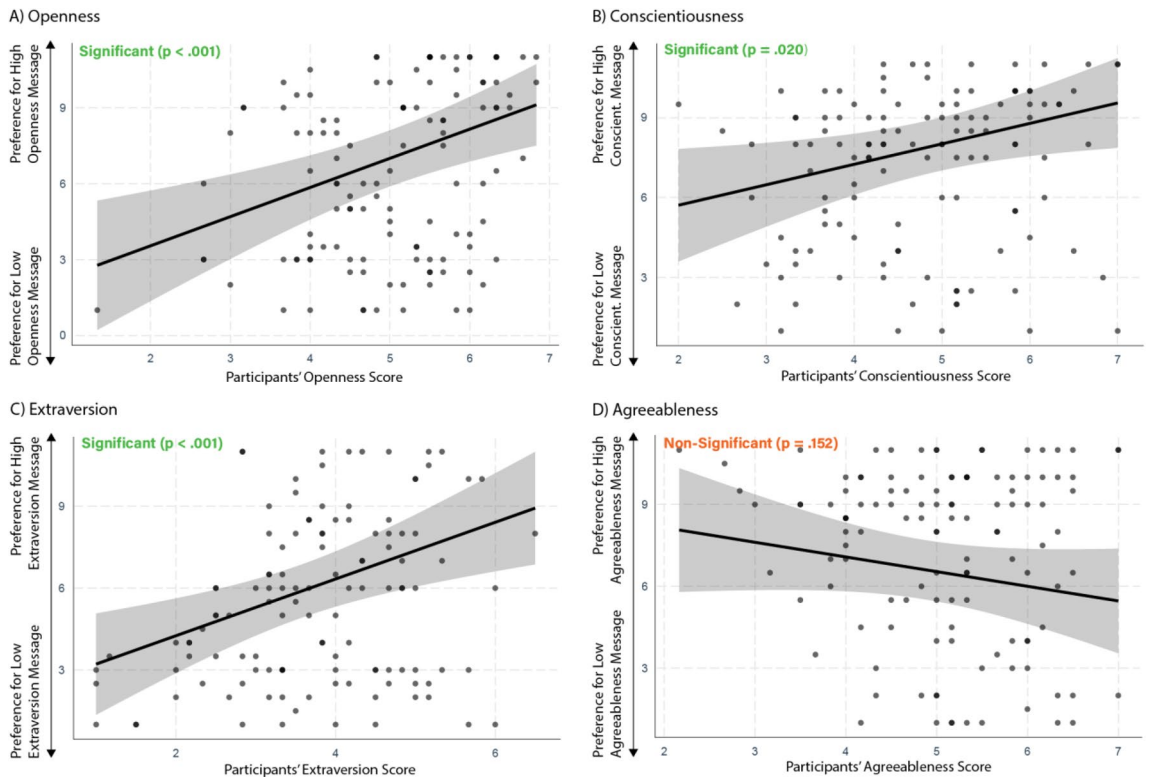 A) Openness
Significant (p < .001)
Preference for High
Openness Message
Preference for Low
Openness Message
9
6
3
0
2
3
4
5
6
7
Participants' Openness Score
B) Conscientiousness
Significant (p = .020)
Preference for High
Conscient. Message
Preference for Low
Conscient. Message
9
6
3
2
3
4
5
6
7
Participants' Conscientiousness Score
C) Extraversion
Significant (p < .001)
Preference for High
Extraversion Message
Preference for Low
Extraversion Message
9
6
3
2
4
6
Participants' Extraversion Score
D) Agreeableness
Non-Significant (p = .152)
Preference for High
Agreeableness Message
Preference for Low
Agreeableness Message
9
6
3
2
3
4
5
6
7
Participants' Agreeableness Score